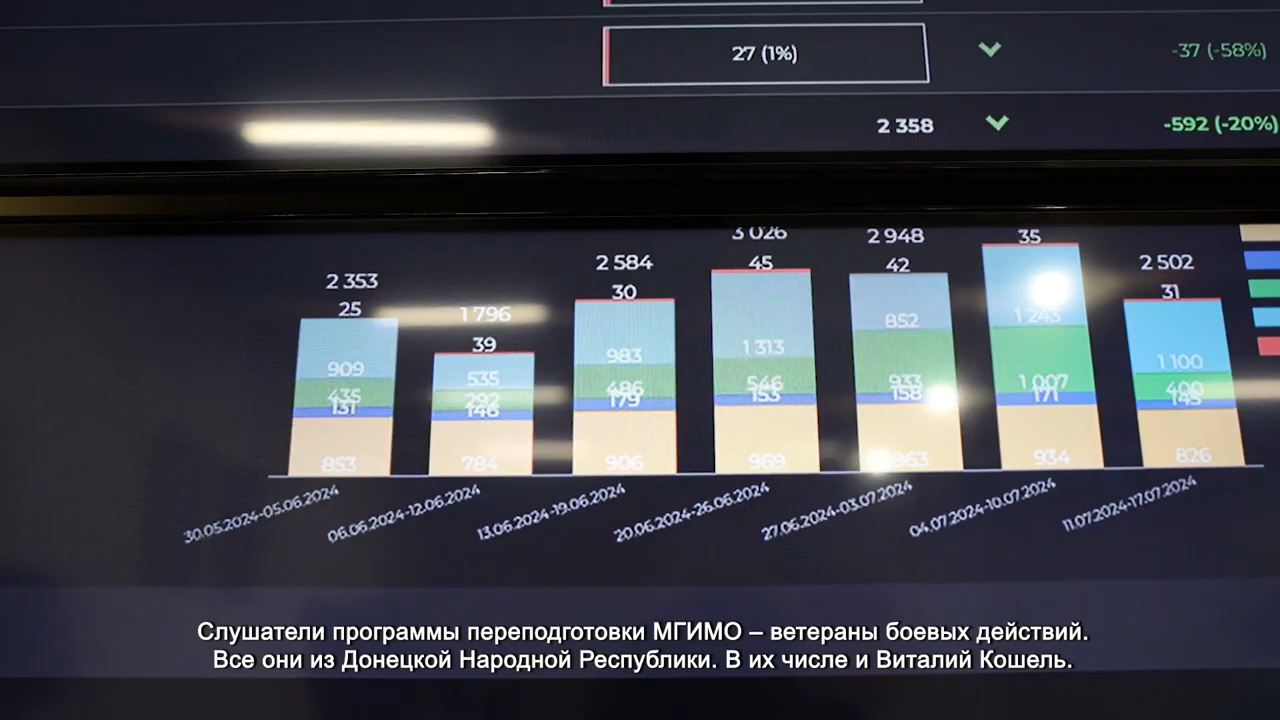 27 (1%) -37 (-58%)
2 358 -592 (-20%)
3 026 2 948 35
2 353 2 584 45 42 2 502
25 1 796 30 31
39
909 535 983 1 313 852 1 243 1 100
435 292 486 546 933 1 007 400
131 146 179 153 158 171 145
853 784 906 969 963 934 826
30.05.2024-05.06.2024 06.06.2024-12.06.2024 13.06.2024-19.06.2024 20.06.2024-26.06.2024 27.06.2024-03.07.2024 04.07.2024-10.07.2024 11.07.2024-17.07.2024
Слушатели программы переподготовки МГИМО – ветераны боевых действий.
Все они из Донецкой Народной Республики. В их числе и Виталий Кошель.